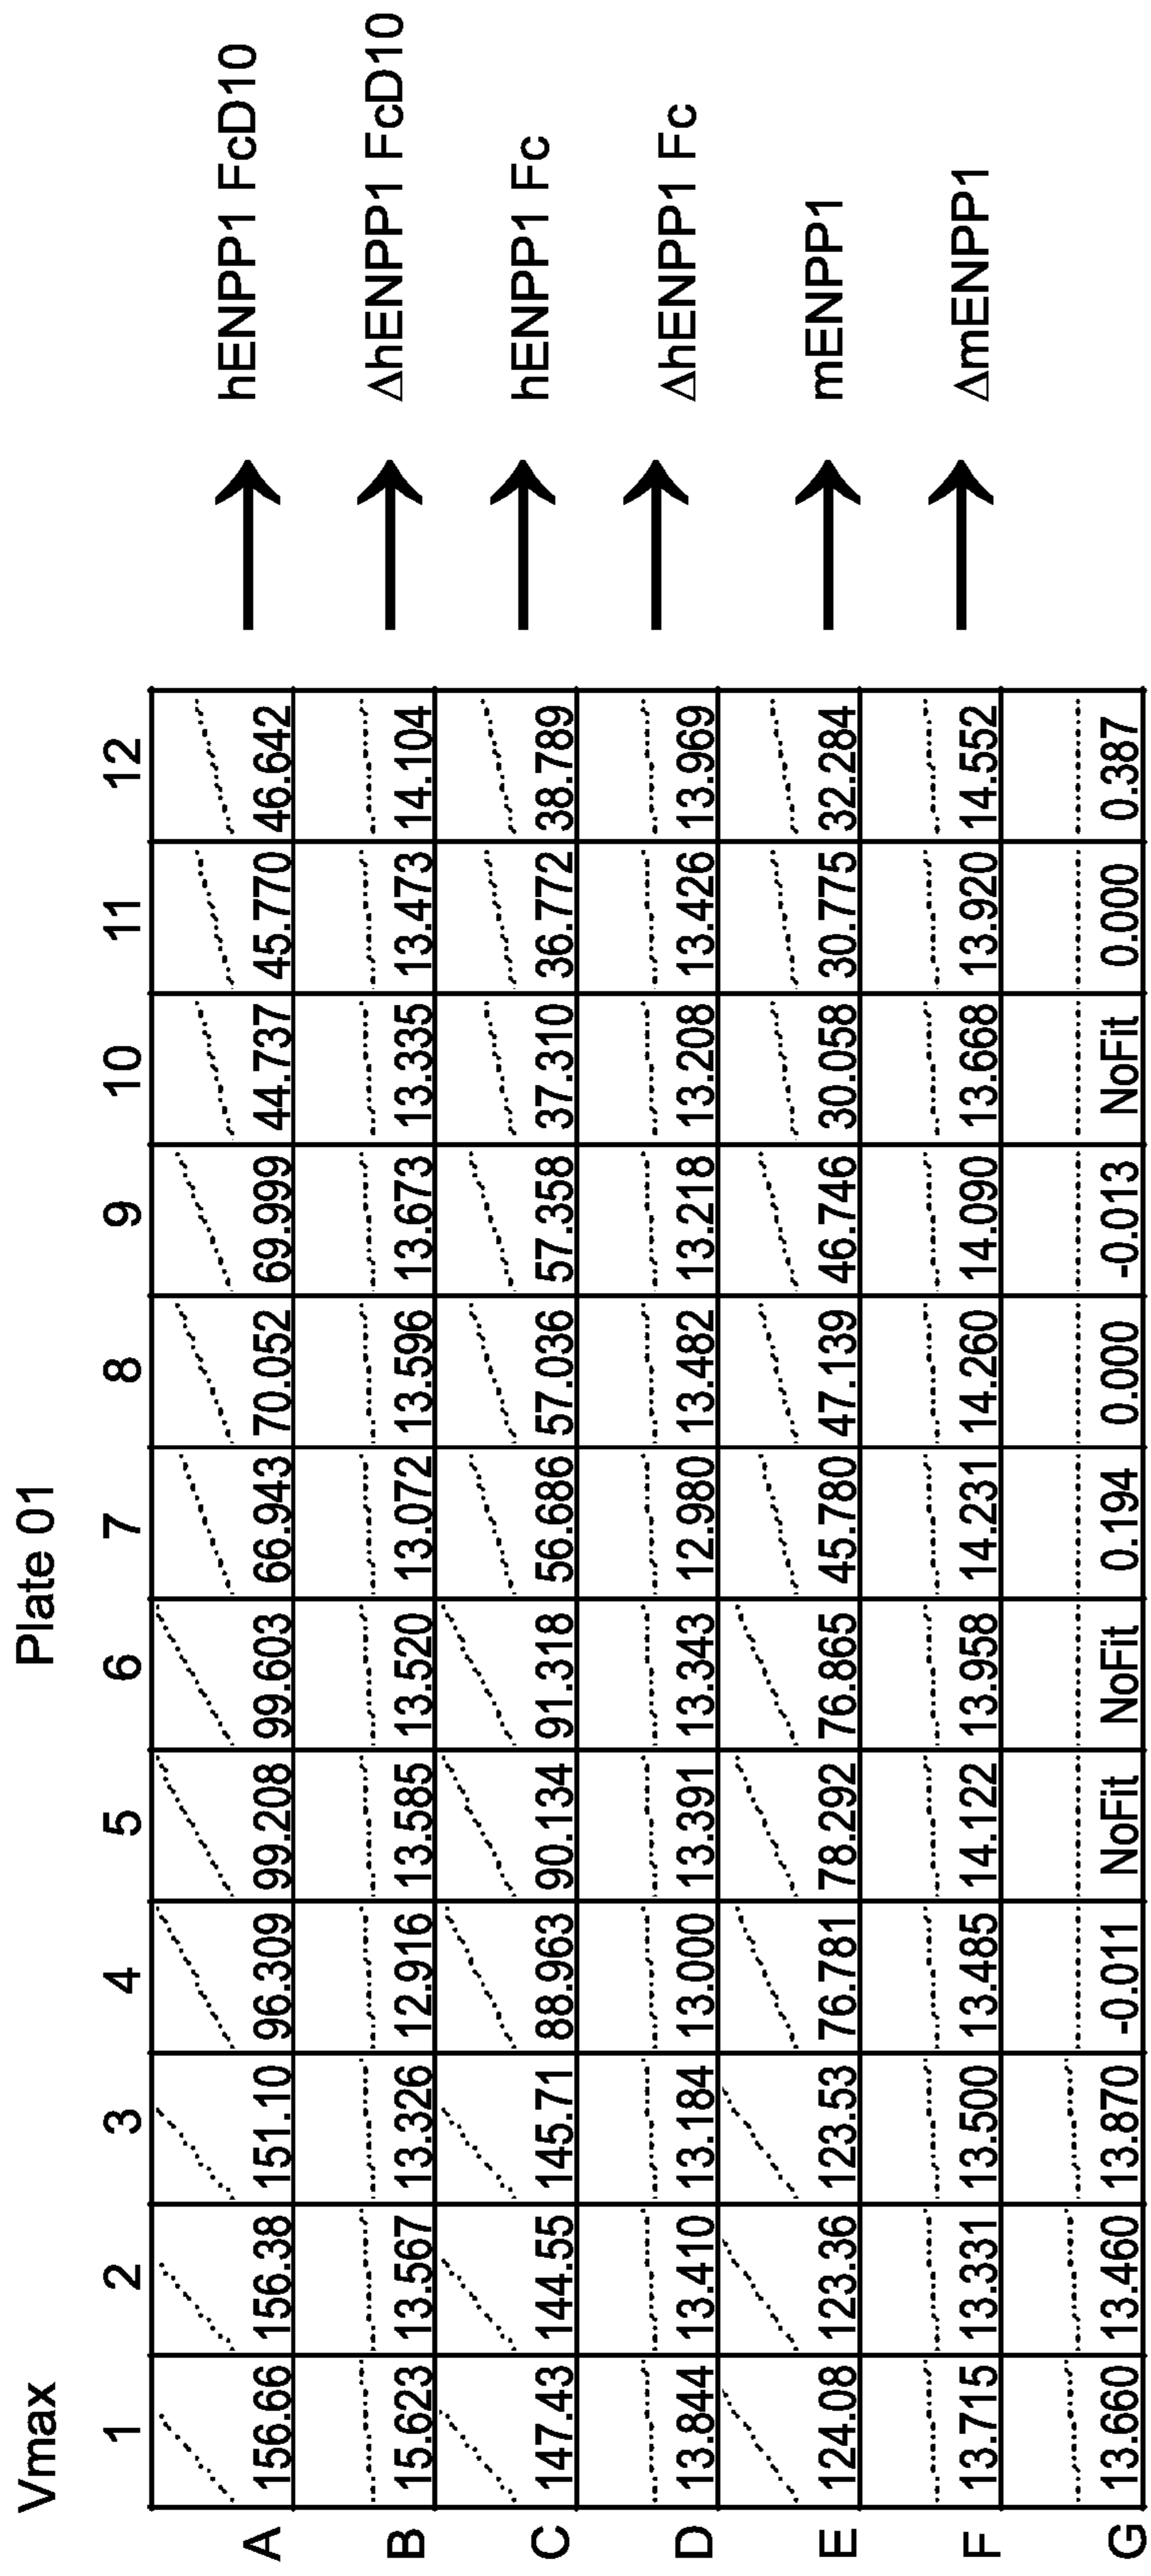 Vmax Plate 01
1 2 3 4 5 6 7 8 9 10 11 12
A 156.66 156.38 151.10 96.309 99.208 99.603 66.943 70.052 69.999 44.737 45.770 46.642 hENPP1 FcD10
B 15.623 13.567 13.326 12.916 13.585 13.520 13.072 13.596 13.673 13.335 13.473 14.104 ΔhENPP1 FcD10
C 147.43 144.55 145.71 88.963 90.134 91.318 56.686 57.036 57.358 37.310 36.772 38.789 hENPP1 Fc
D 13.844 13.410 13.184 13.000 13.391 13.343 12.980 13.482 13.218 13.208 13.426 13.969 ΔhENPP1 Fc
E 124.08 123.36 123.53 76.781 78.292 76.865 45.780 47.139 46.746 30.058 30.775 32.284 mENPP1
F 13.715 13.331 13.500 13.485 14.122 13.958 14.231 14.260 14.090 13.668 13.920 14.552 ΔmENPP1
G 13.660 13.460 13.870 -0.011 NoFit NoFit 0.194 0.000 -0.013 NoFit 0.000 0.387